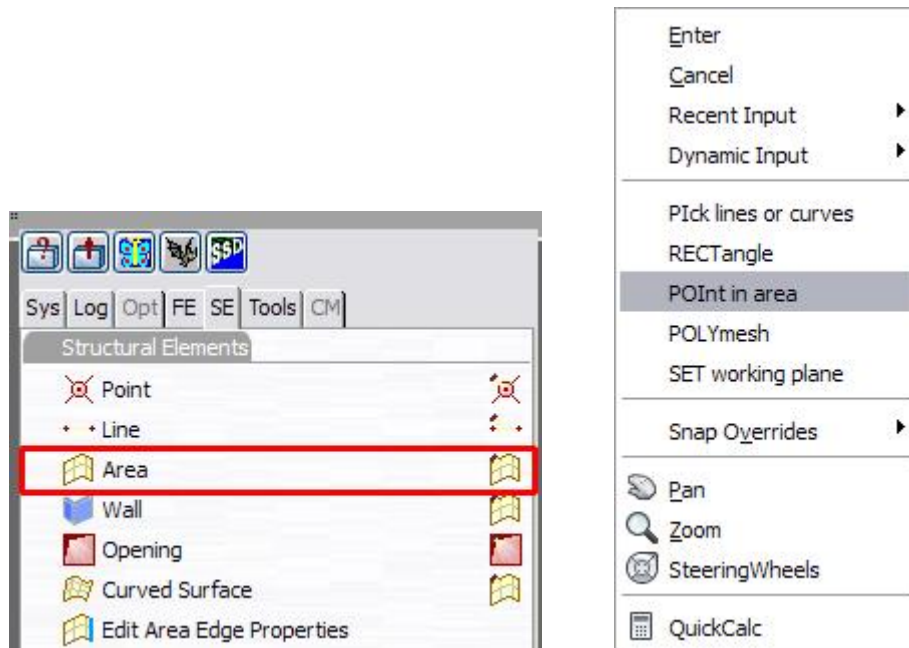 SSD
Sys Log Opt FE SE Tools CM
Structural Elements
Point
Line
Area
Wall
Opening
Curved Surface
Edit Area Edge Properties
Enter
Cancel
Recent Input
Dynamic Input
PIck lines or curves
RECTangle
POInt in area
POLYmesh
SET working plane
Snap Overrides
Pan
Zoom
SteeringWheels
QuickCalc